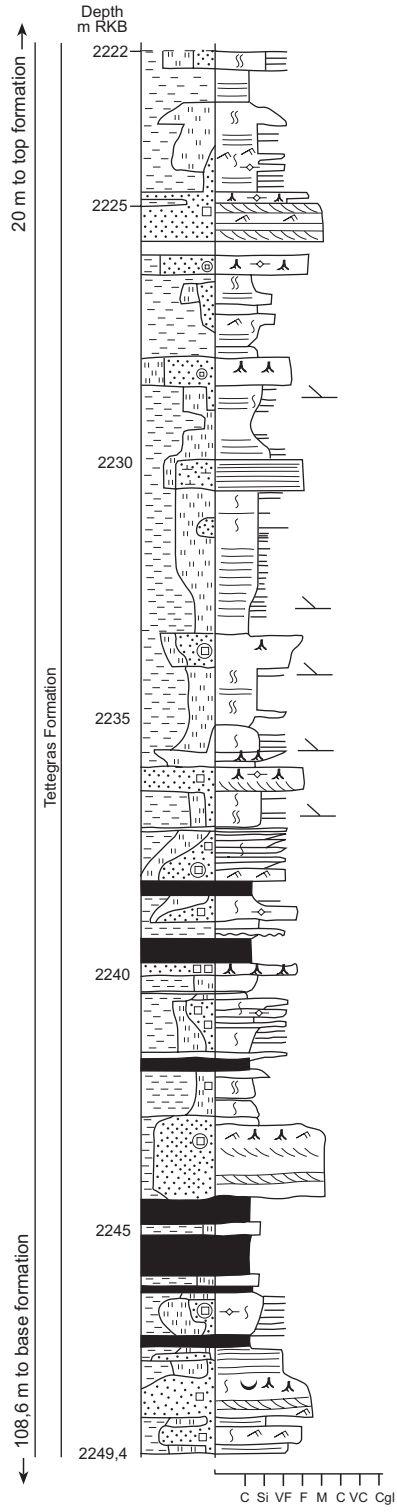 Depth
m RKB
2222
20 m to top formation
2225
2230
Tettegras Formation
2235
2240
2245
108,6 m to base formation
2249,4
C Si VF F M C VC Cgl